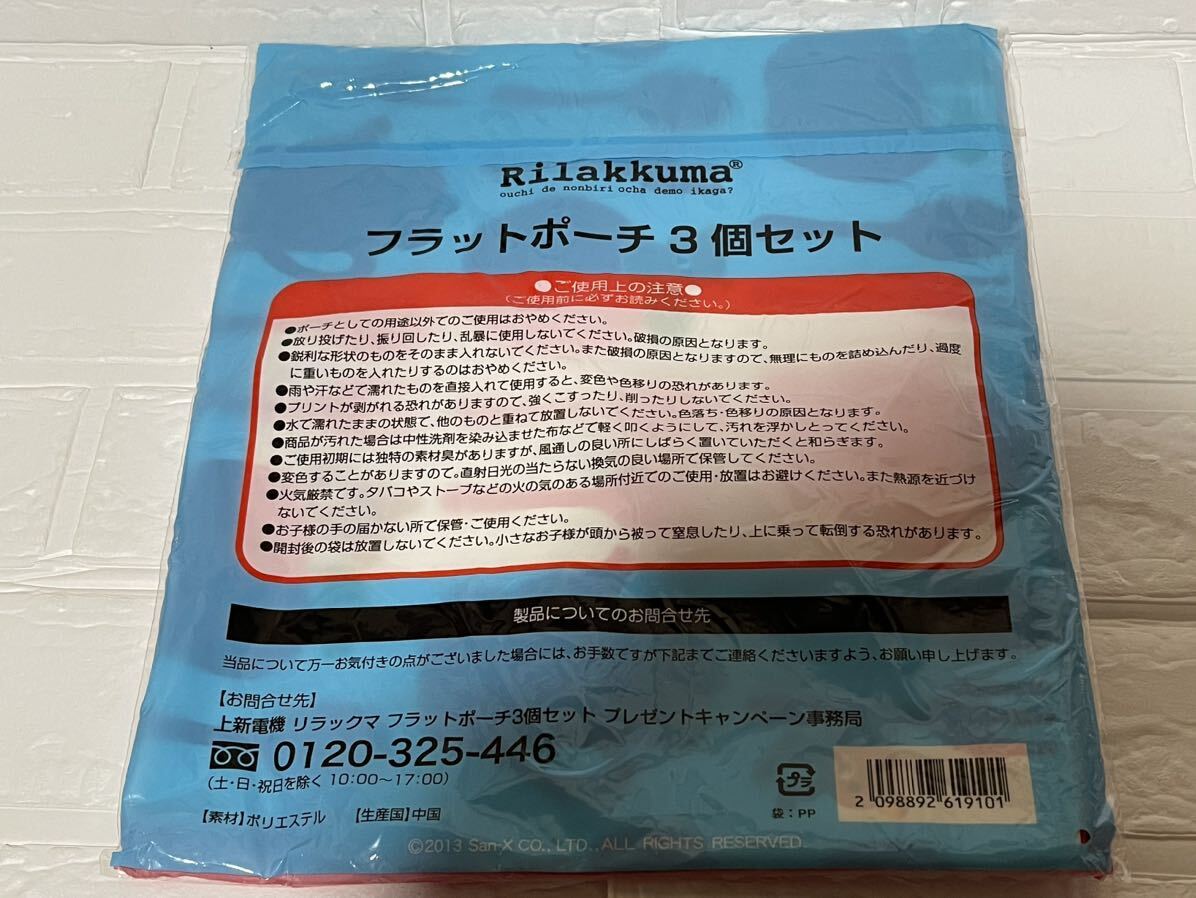 Rilakkuma®
ouchi de nonbiri ocha demo ikaga?
フラットポーチ 3 個セット
●ご使用上の注意●
(ご使用前に必ずお読みください。)
●ポーチとしての用途以外でのご使用はおやめください。
●放り投げたり、振り回したり、乱暴に使用しないでください。破損の原因となります。
●鋭利な形状のものをそのまま入れないでください。また破損の原因となりますので、無理にものを詰め込んだり、過度
に重いものを入れたりするのはおやめください。
●雨や汗などで濡れたものを直接入れて使用すると、変色や色移りの恐れがあります。
●プリントが剥がれる恐れがありますので、強くこすったり、削ったりしないでください。
●水で濡れたままの状態で、他のものと重ねて放置しないでください。色落ち・色移りの原因となります。
●商品が汚れた場合は中性洗剤を染み込ませた布などで軽く叩くようにして、汚れを浮かしとってください。
●ご使用初期には独特の素材臭がありますが、風通しの良い所にしばらく置いていただくと和らぎます。
●変色することがありますので。直射日光の当たらない換気の良い場所で保管してください。
●火気厳禁です。タバコやストーブなどの火の気のある場所付近でのご使用・放置はお避けください。また熱源を近づけ
ないでください。
●お子様の手の届かない所で保管・ご使用ください。
●開封後の袋は放置しないでください。小さなお子様が頭から被って窒息したり、上に乗って転倒する恐れがあります。
製品についてのお問合せ先
当品について万一お気付きの点がございました場合には、お手数ですが下記までご連絡くださいますよう、お願い申し上げます。
【お問合せ先】
上新電機 リラックマ フラットポーチ3個セット プレゼントキャンペーン事務局
0120-325-446
(土・日・祝日を除く 10:00〜17:00)
【素材】ポリエステル 【生産国】中国
プラ
袋：PP
2 098892 619101
©2013 San-X CO., LTD., ALL RIGHTS RESERVED.